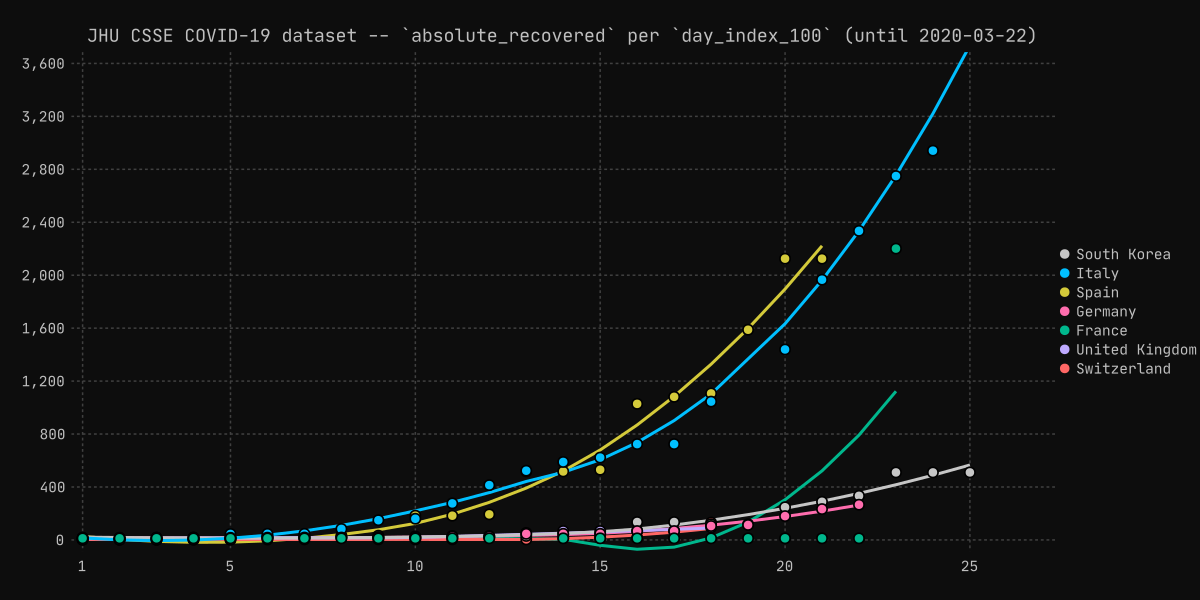 JHU CSSE COVID-19 dataset -- `absolute_recovered` per `day_index_100` (until 2020-03-22)
3,600
3,200
2,800
2,400
2,000
1,600
1,200
800
400
0
1 5 10 15 20 25
South Korea
Italy
Spain
Germany
France
United Kingdom
Switzerland